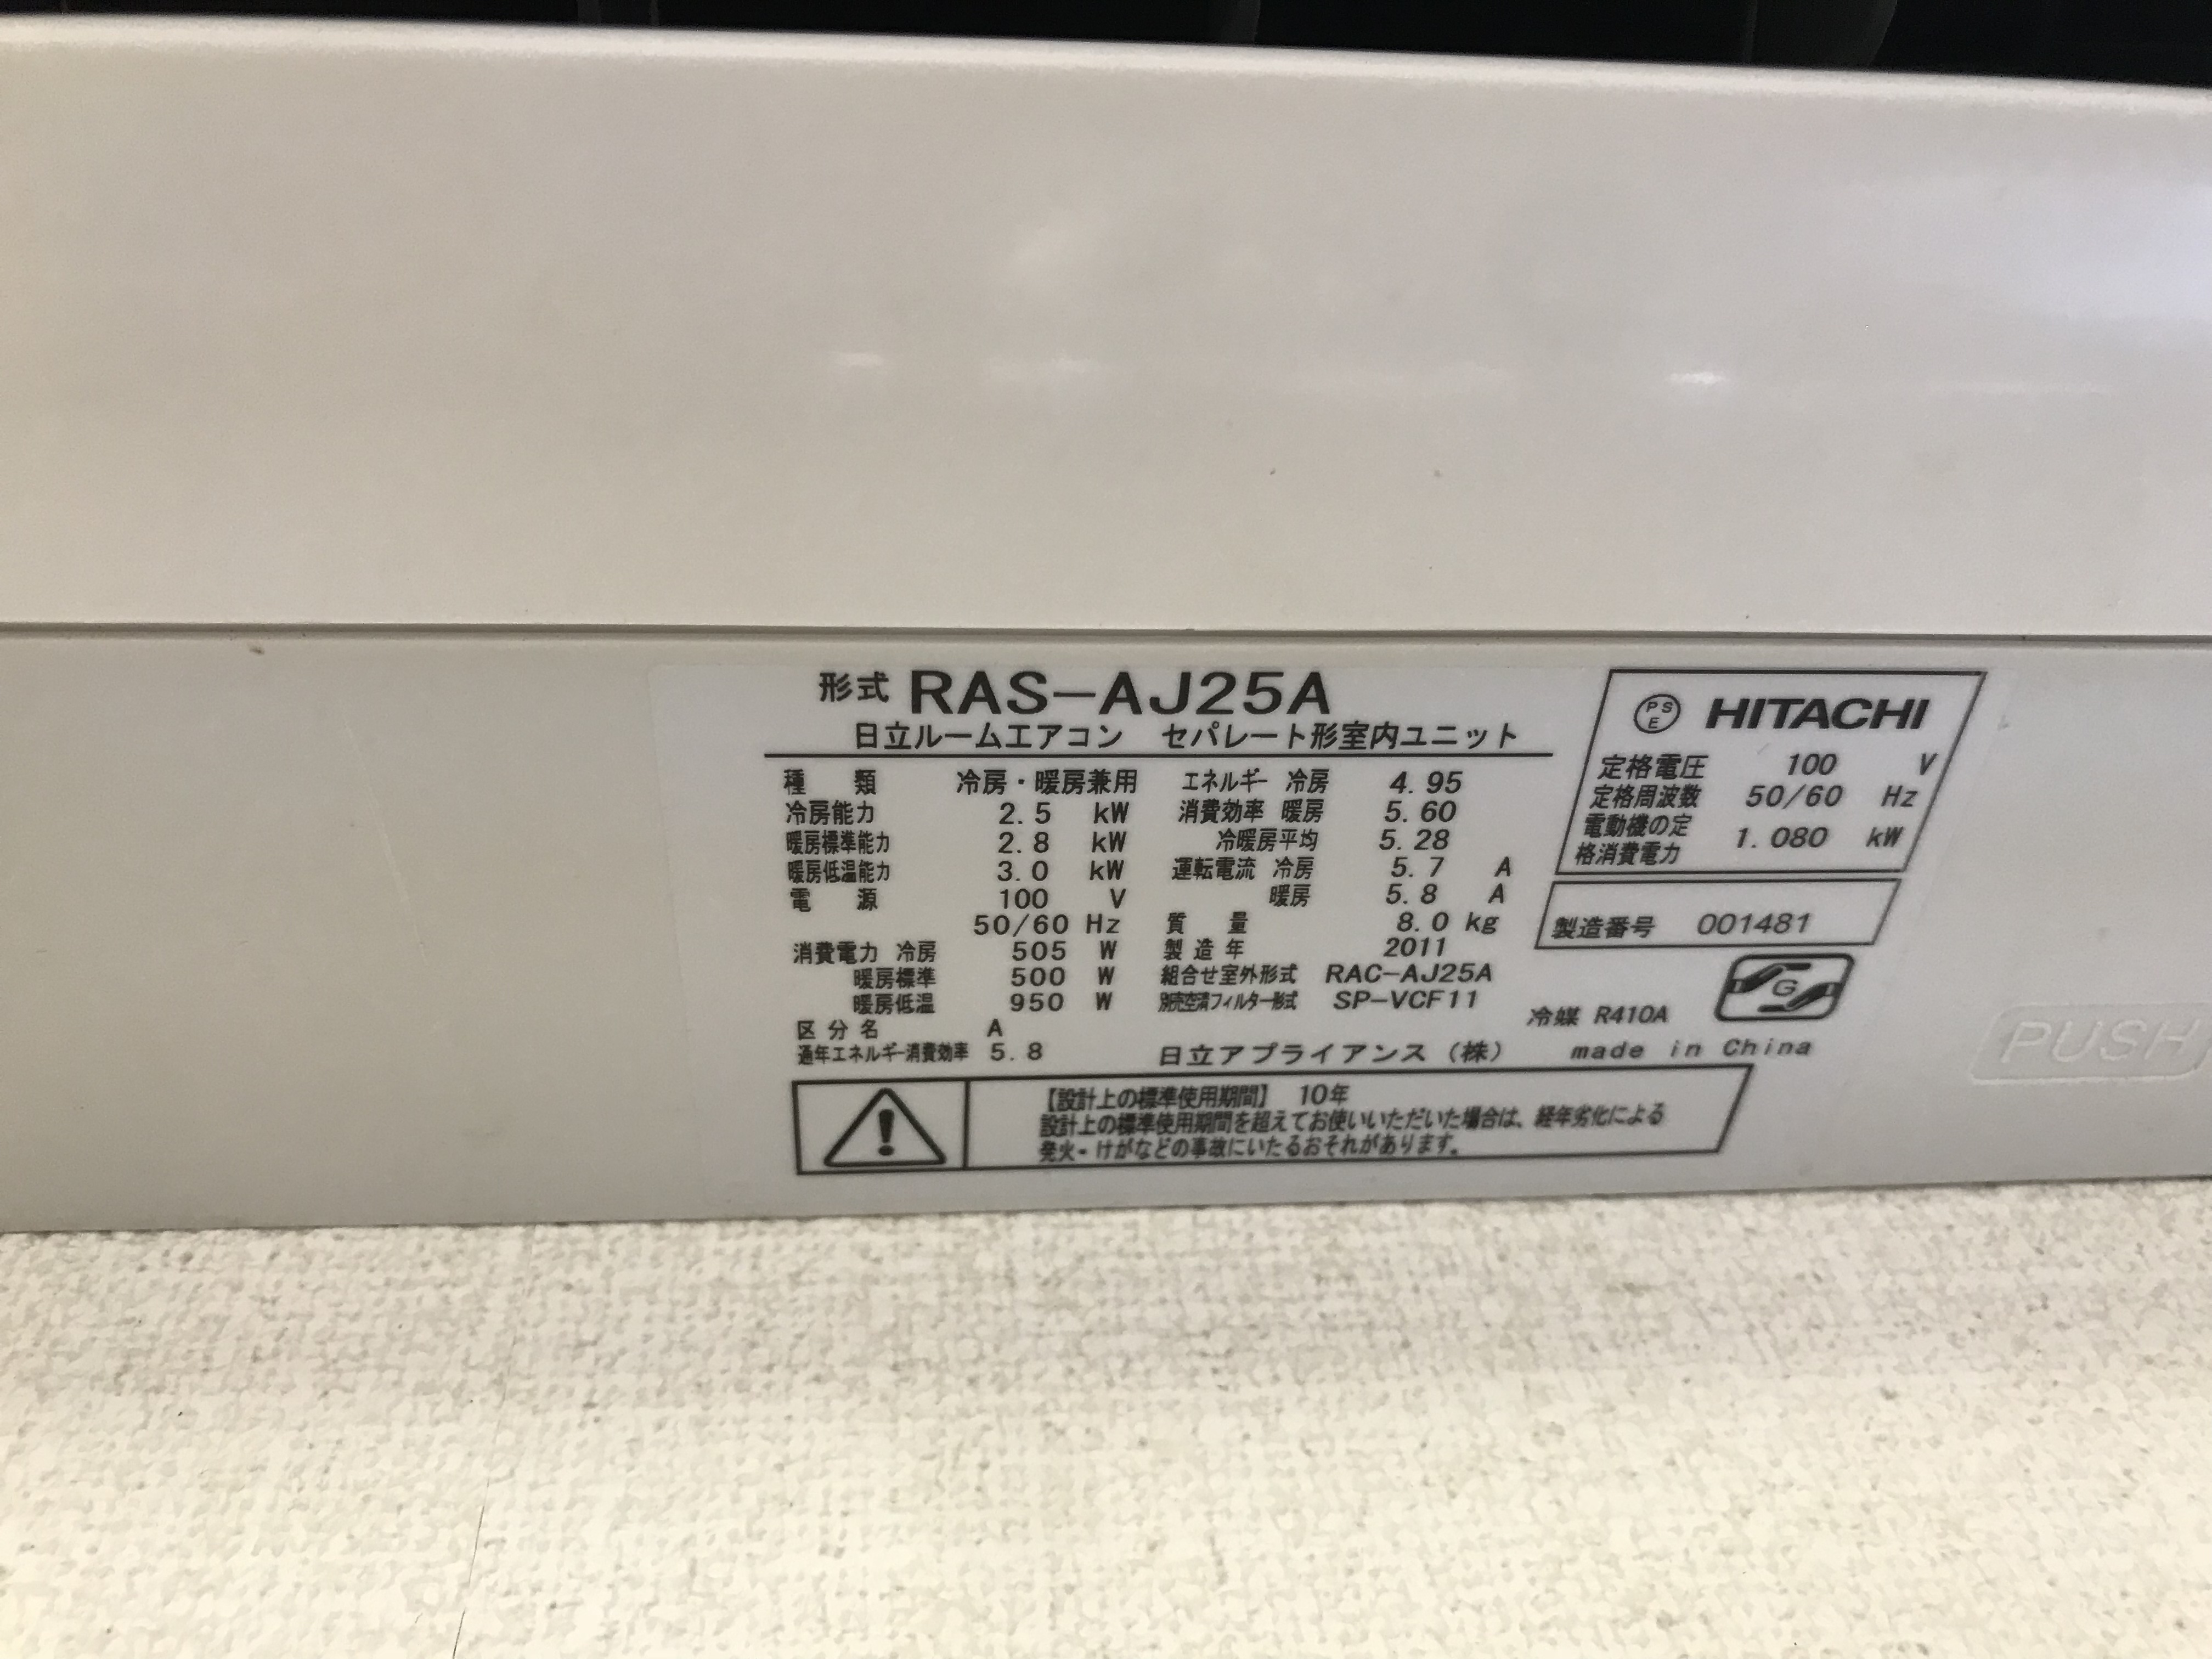 形式 RAS-AJ25A
日立ルームエアコン セパレート形室内ユニット
種類 冷房・暖房兼用
冷房能力 2.5 kW
暖房標準能力 2.8 kW
暖房低温能力 3.0 kW
電源 100 V
50/60 Hz
消費電力 冷房 505 W
暖房標準 500 W
暖房低温 950 W
区分名 A
通年エネルギー消費効率 5.8
エネルギー 冷房 4.95
消費効率 暖房 5.60
冷暖房平均 5.28
運転電流 冷房 5.7 A
暖房 5.8 A
質量 8.0 kg
製造年 2011
組合せ室外形式 RAC-AJ25A
別売空清フィルター形式 SP-VCF11
日立アプライアンス（株）
PSE HITACHI
定格電圧 100 V
定格周波数 50/60 Hz
電動機の定
格消費電力 1.080 kW
製造番号 001481
G
冷媒 R410A
made in China
【設計上の標準使用期間】 10年
設計上の標準使用期間を超えてお使いいただいた場合は、経年劣化による
発火・けがなどの事故にいたるおそれがあります。
PUSH